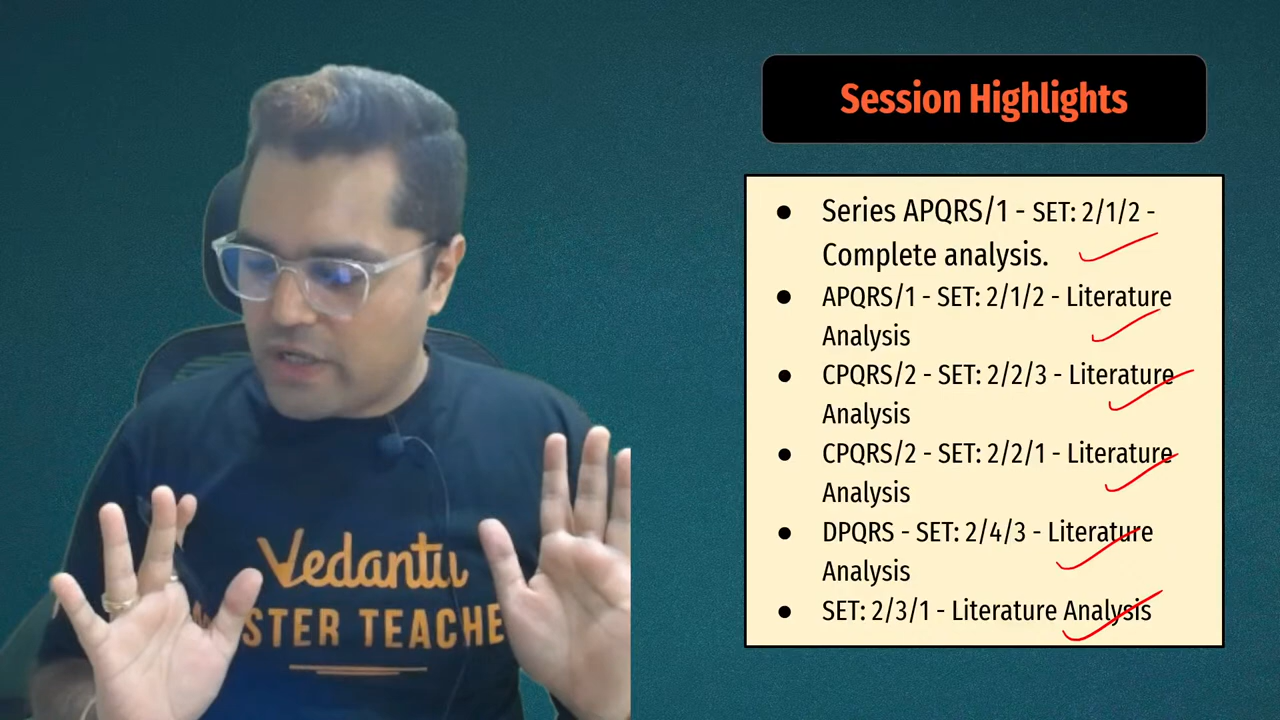 Session Highlights
● Series APQRS/1 - SET: 2/1/2 -
Complete analysis.
● APQRS/1 - SET: 2/1/2 - Literature
Analysis
● CPQRS/2 - SET: 2/2/3 - Literature
Analysis
● CPQRS/2 - SET: 2/2/1 - Literature
Analysis
● DPQRS - SET: 2/4/3 - Literature
Analysis
● SET: 2/3/1 - Literature Analysis
Vedantu
STER TEACHE